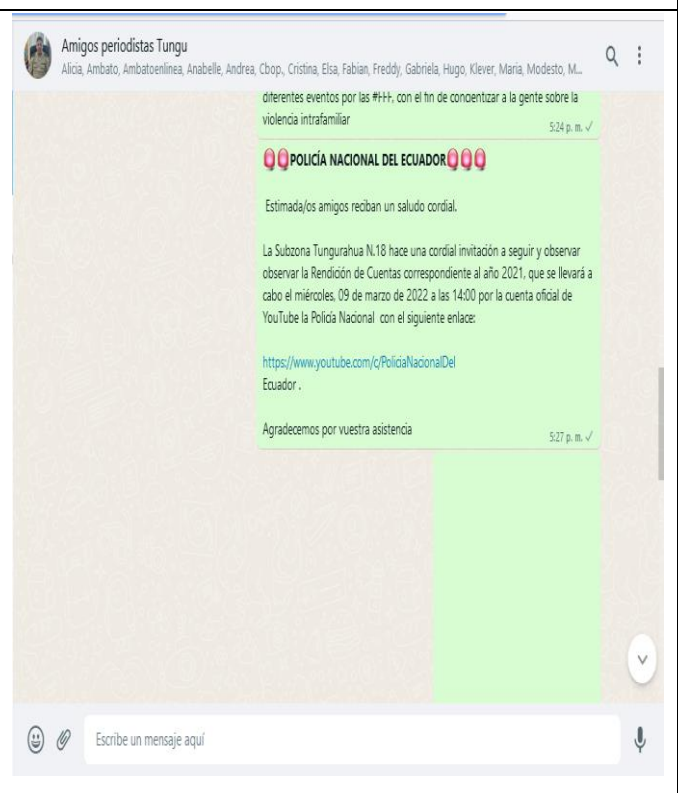 Amigos periodistas Tungu
Alicia, Ambato, Ambatoenlinea, Anabelle, Andrea, Cbop., Cristina, Elsa, Fabian, Freddy, Gabriela, Hugo, Klever, Maria, Modesto, M...
diferentes eventos por las #FFF, con el fin de concientizar a la gente sobre la
violencia intrafamiliar
5:24 p. m.
POLICÍA NACIONAL DEL ECUADOR
Estimada/os amigos reciban un saludo cordial.
La Subzona Tungurahua N.18 hace una cordial invitación a seguir y observar
observar la Rendición de Cuentas correspondiente al año 2021, que se llevará a
cabo el miércoles, 09 de marzo de 2022 a las 14:00 por la cuenta oficial de
YouTube la Policía Nacional con el siguiente enlace:
https://www.youtube.com/c/PoliciaNacionalDel
Ecuador .
Agradecemos por vuestra asistencia
5:27 p. m.
Escribe un mensaje aquí